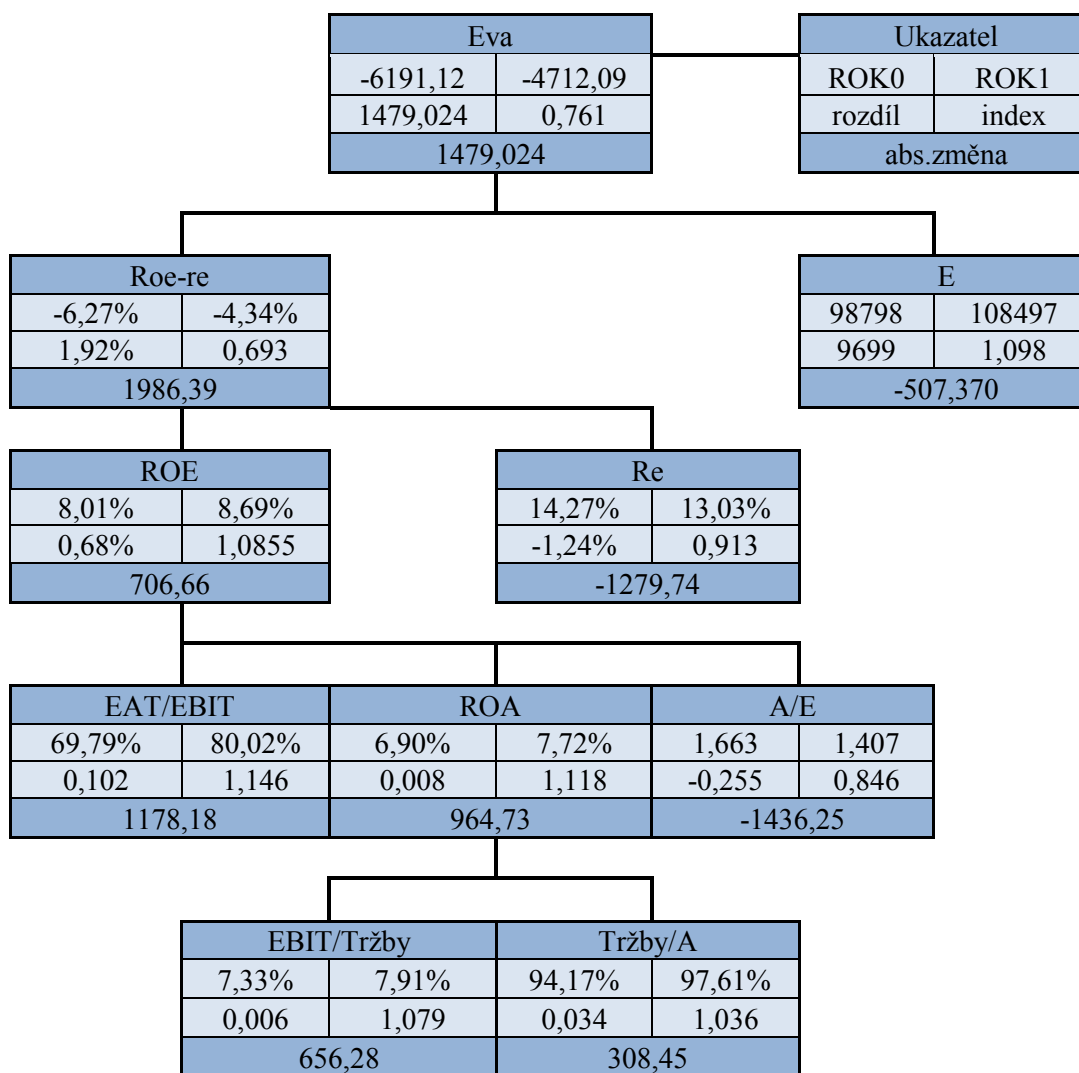 Eva
-6191,12 -4712,09
1479,024 0,761
1479,024
Ukazatel
ROK0 ROK1
rozdíl index
abs.změna
Roe-re
-6,27% -4,34%
1,92% 0,693
1986,39
E
98798 108497
9699 1,098
-507,370
ROE
8,01% 8,69%
0,68% 1,0855
706,66
Re
14,27% 13,03%
-1,24% 0,913
-1279,74
EAT/EBIT
69,79% 80,02%
0,102 1,146
1178,18
ROA
6,90% 7,72%
0,008 1,118
964,73
A/E
1,663 1,407
-0,255 0,846
-1436,25
EBIT/Tržby
7,33% 7,91%
0,006 1,079
656,28
Tržby/A
94,17% 97,61%
0,034 1,036
308,45